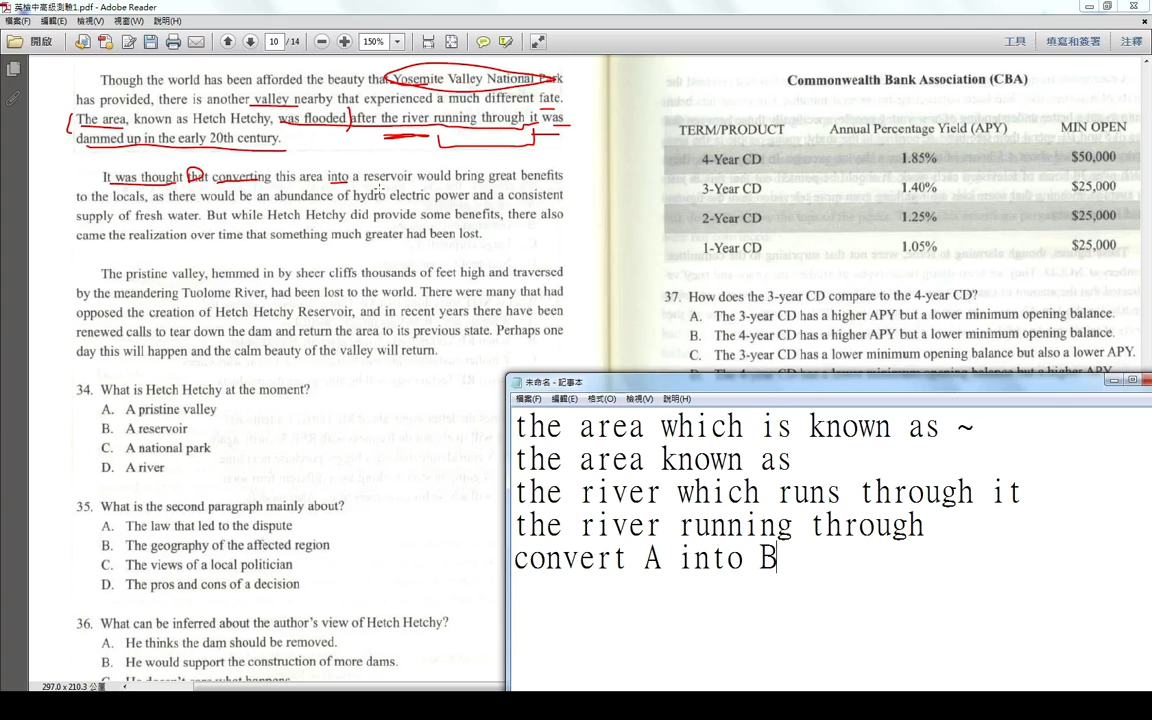 英檢中高級測驗1.pdf - Adobe Reader
檔案(F) 編輯(E) 檢視(V) 視窗(W) 說明(H)
開啟 10 / 14 150% 工具 填寫和簽署 注釋
Though the world has been afforded the beauty that Yosemite Valley National Park
has provided, there is another valley nearby that experienced a much different fate.
The area, known as Hetch Hetchy, was flooded after the river running through it was
dammed up in the early 20th century.
It was thought that converting this area into a reservoir would bring great benefits
to the locals, as there would be an abundance of hydro electric power and a consistent
supply of fresh water. But while Hetch Hetchy did provide some benefits, there also
came the realization over time that something much greater had been lost.
The pristine valley, hemmed in by sheer cliffs thousands of feet high and traversed
by the meandering Tuolome River, had been lost to the world. There were many that had
opposed the creation of Hetch Hetchy Reservoir, and in recent years there have been
renewed calls to tear down the dam and return the area to its previous state. Perhaps one
day this will happen and the calm beauty of the valley will return.
34. What is Hetch Hetchy at the moment?
A. A pristine valley
B. A reservoir
C. A national park
D. A river
35. What is the second paragraph mainly about?
A. The law that led to the dispute
B. The geography of the affected region
C. The views of a local politician
D. The pros and cons of a decision
36. What can be inferred about the author's view of Hetch Hetchy?
A. He thinks the dam should be removed.
B. He would support the construction of more dams.
297.0 x 210.3 公釐
Commonwealth Bank Association (CBA)
TERM/PRODUCT Annual Percentage Yield (APY) MIN OPEN
4-Year CD 1.85% $50,000
3-Year CD 1.40% $25,000
2-Year CD 1.25% $25,000
1-Year CD 1.05% $25,000
37. How does the 3-year CD compare to the 4-year CD?
A. The 3-year CD has a higher APY but a lower minimum opening balance.
B. The 4-year CD has a higher APY but a lower minimum opening balance.
C. The 3-year CD has a lower minimum opening balance but also a lower APY.
未命名 - 記事本
檔案(F) 編輯(E) 格式(O) 檢視(V) 說明(H)
the area which is known as ~
the area known as
the river which runs through it
the river running through
convert A into B